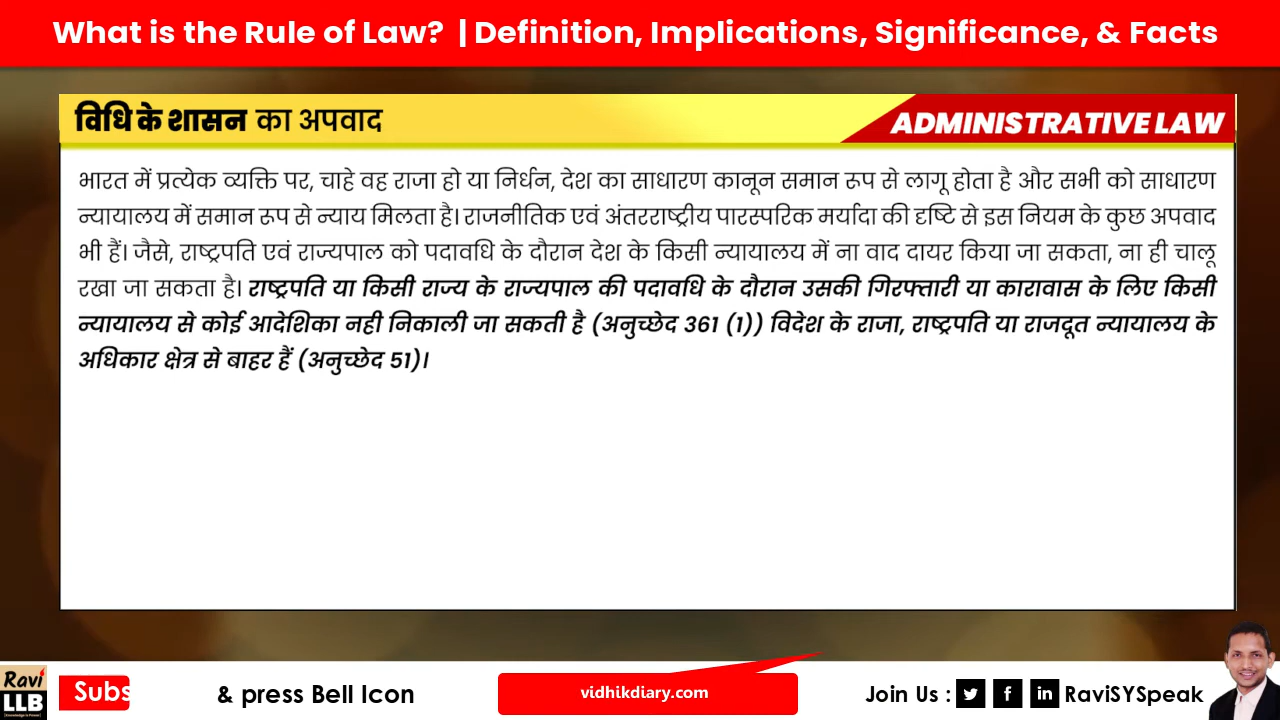 What is the Rule of Law? | Definition, Implications, Significance, & Facts
विधि के शासन का अपवाद
ADMINISTRATIVE LAW
भारत में प्रत्येक व्यक्ति पर, चाहे वह राजा हो या निर्धन, देश का साधारण कानून समान रूप से लागू होता है और सभी को साधारण
न्यायालय में समान रूप से न्याय मिलता है। राजनीतिक एवं अंतरराष्ट्रीय पारस्परिक मर्यादा की दृष्टि से इस नियम के कुछ अपवाद
भी हैं। जैसे, राष्ट्रपति एवं राज्यपाल को पदावधि के दौरान देश के किसी न्यायालय में ना वाद दायर किया जा सकता, ना ही चालू
रखा जा सकता है। राष्ट्रपति या किसी राज्य के राज्यपाल की पदावधि के दौरान उसकी गिरफ्तारी या कारावास के लिए किसी
न्यायालय से कोई आदेशिका नही निकाली जा सकती है (अनुच्छेद 361 (1)) विदेश के राजा, राष्ट्रपति या राजदूत न्यायालय के
अधिकार क्षेत्र से बाहर हैं (अनुच्छेद 51)।
Ravi
LLB
Subs
& press Bell Icon
vidhikdiary.com
Join Us :
RaviSYSpeak